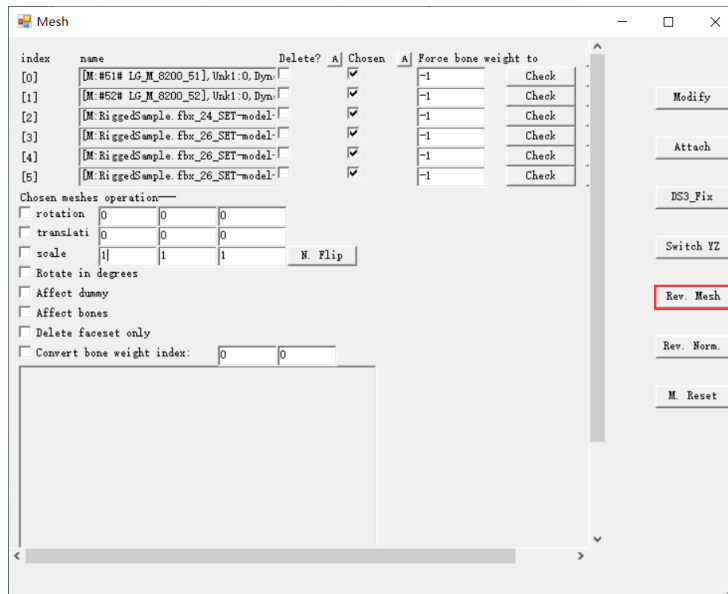 Mesh
index name Delete? A Chosen A Force bone weight to
[0] [M:#51# LG_M_8200_51], Unk1:0, Dyn: -1 Check
[1] [M:#52# LG_M_8200_52], Unk1:0, Dyn: -1 Check
[2] [M:RiggedSample.fbx_24_SET-model- -1 Check
[3] [M:RiggedSample.fbx_26_SET-model- -1 Check
[4] [M:RiggedSample.fbx_26_SET-model- -1 Check
[5] [M:RiggedSample.fbx_26_SET-model- -1 Check
Chosen meshes operation——
rotation 0 0 0
translati 0 0 0
scale 1 1 1 N. Flip
Rotate in degrees
Affect dummy
Affect bones
Delete faceset only
Convert bone weight index: 0 0
Modify
Attach
DS3_Fix
Switch YZ
Rev. Mesh
Rev. Norm.
M. Reset